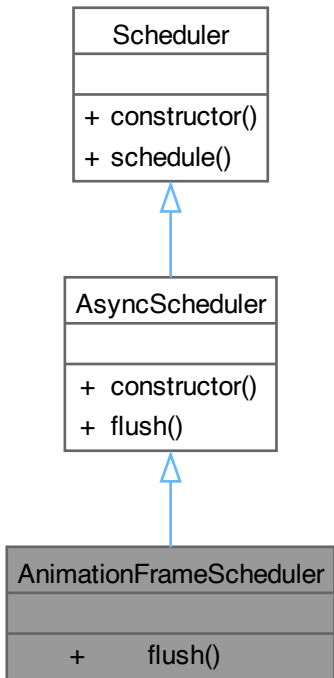 Scheduler
+ constructor()
+ schedule()
AsyncScheduler
+ constructor()
+ flush()
AnimationFrameScheduler
+ flush()